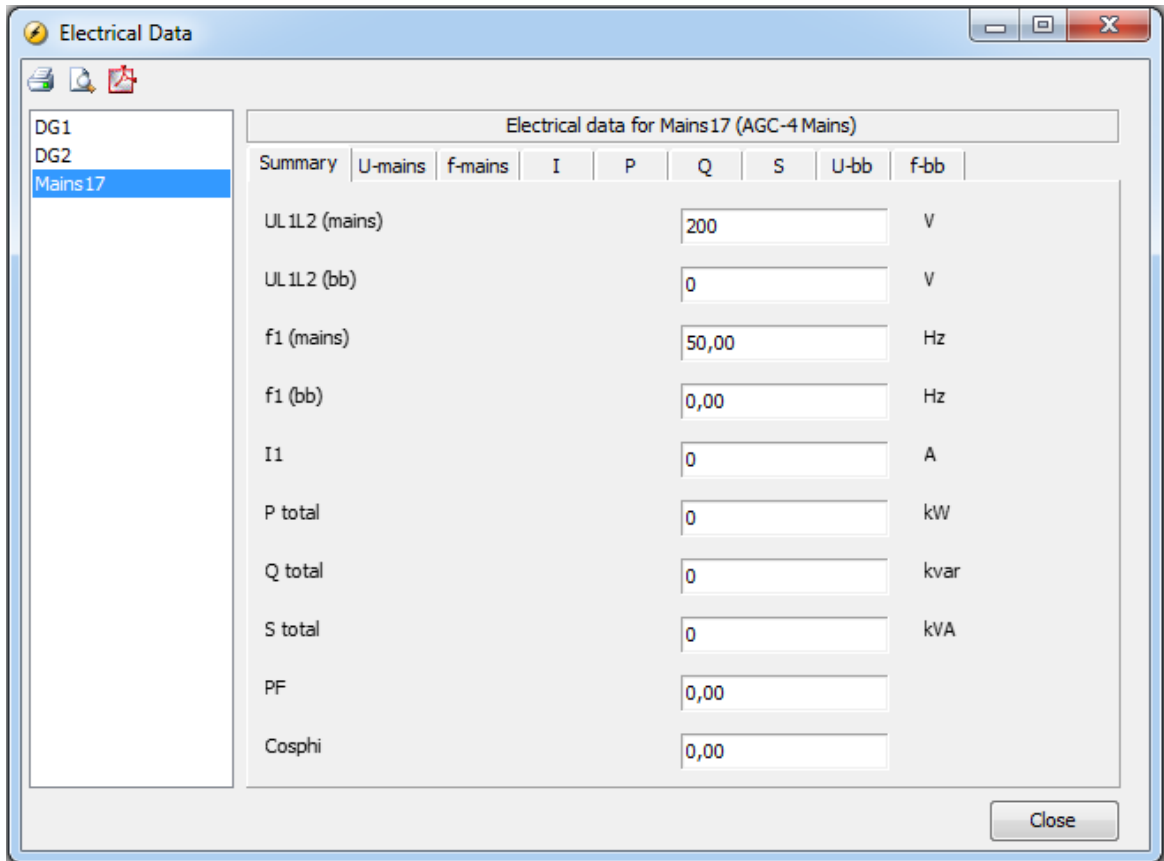 Electrical Data
DG1
DG2
Mains17
Electrical data for Mains17 (AGC-4 Mains)
Summary U-mains f-mains I P Q S U-bb f-bb
UL1L2 (mains) 200 V
UL1L2 (bb) 0 V
f1 (mains) 50,00 Hz
f1 (bb) 0,00 Hz
I1 0 A
P total 0 kW
Q total 0 kvar
S total 0 kVA
PF 0,00
Cosphi 0,00
Close